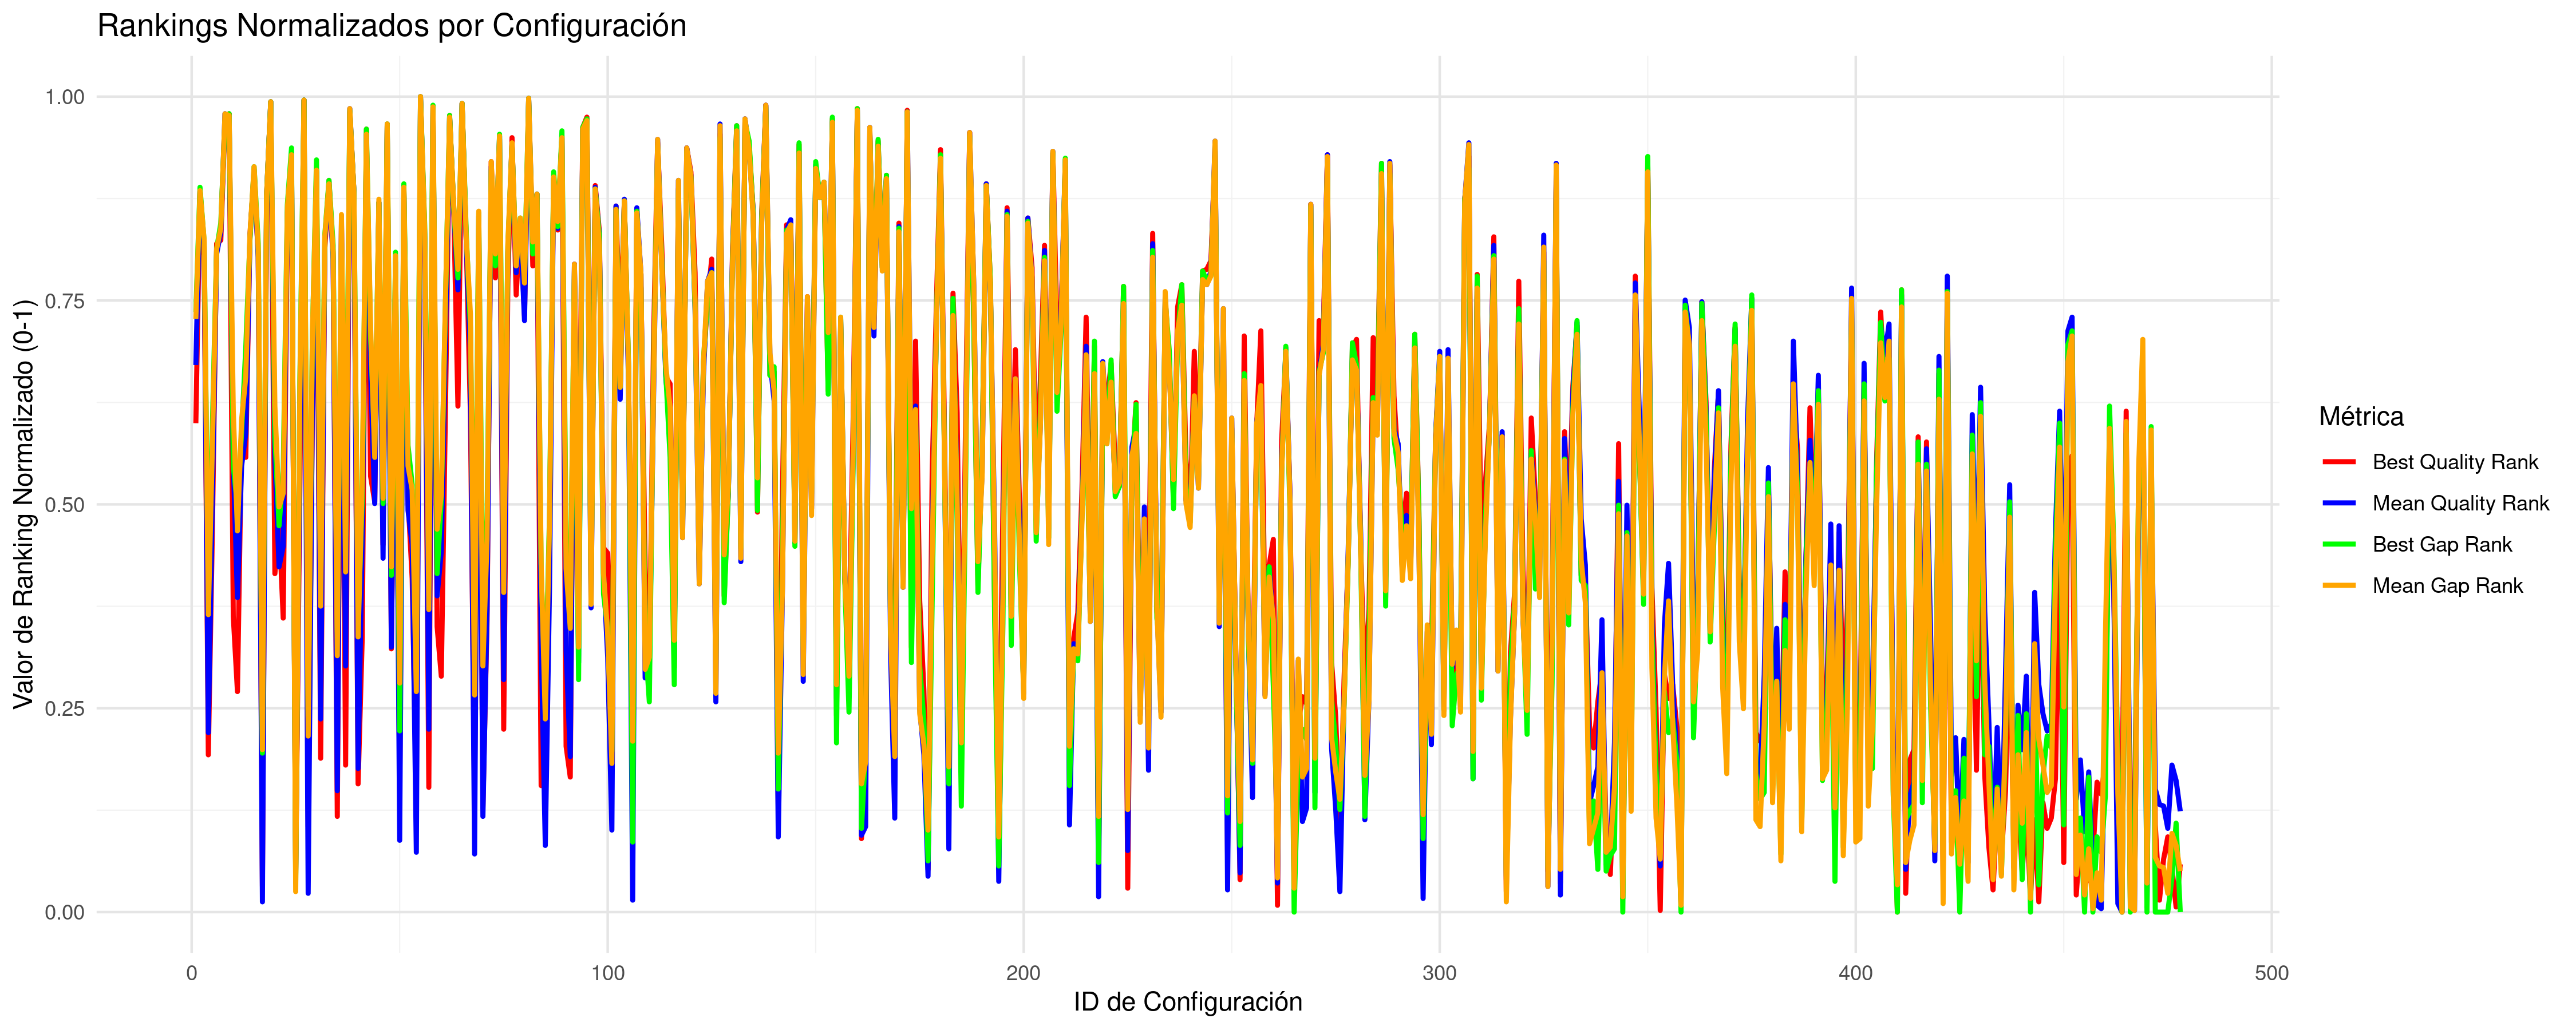 Rankings Normalizados por Configuración
Valor de Ranking Normalizado (0-1)
1.00
0.75
0.50
0.25
0.00
0
100
200
300
400
500
ID de Configuración
Métrica
Best Quality Rank
Mean Quality Rank
Best Gap Rank
Mean Gap Rank